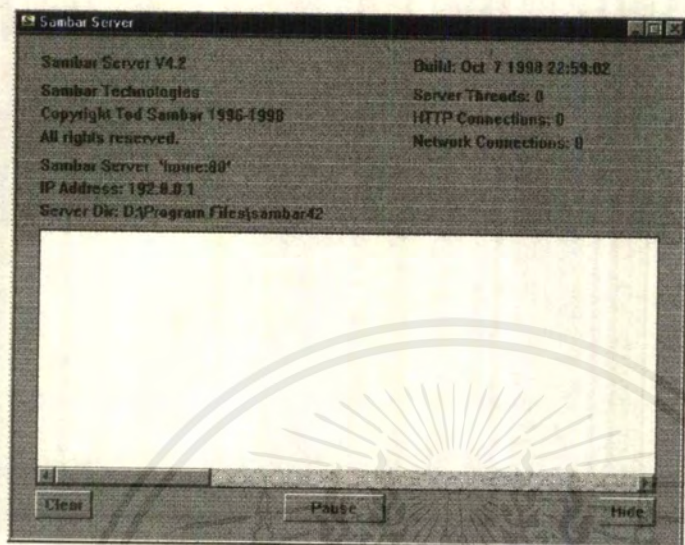 Sambar Server
Sambar Server V4.2
Build: Oct 7 1998 22:59:02
Sambar Technologies
Server Threads: 0
Copyright Tod Sambar 1996-1998
HTTP Connections: 0
All rights reserved.
Network Connections: 0
Sambar Server 'home:80'
IP Address: 192.0.0.1
Server Dir: D:\Program Files\sambar42
Clear
Pause
Hide